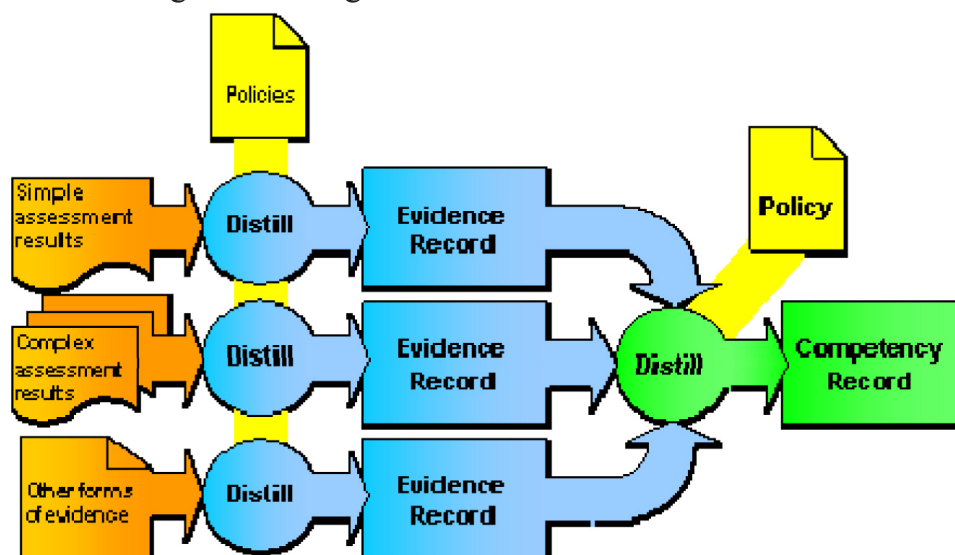 Policies
Policy
Simple
assessment
results
Distill
Evidence
Record
Complex
assessment
results
Distill
Evidence
Record
Distill
Competency
Record
Other forms
of evidence
Distill
Evidence
Record